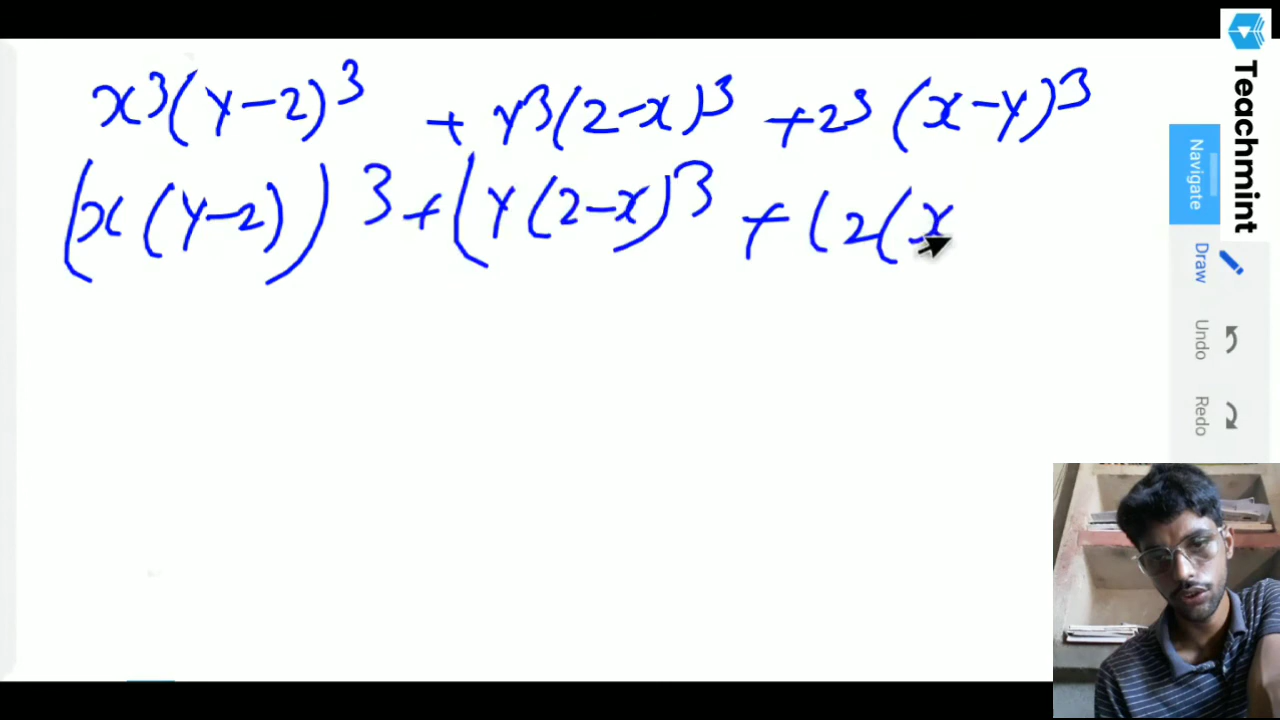 x³(y-z)³ + y³(z-x)³ + z³(x-y)³
(x(y-z))³ + (y(z-x)³ + (z(x
Teachmint
Navigate
Draw
Undo
Redo